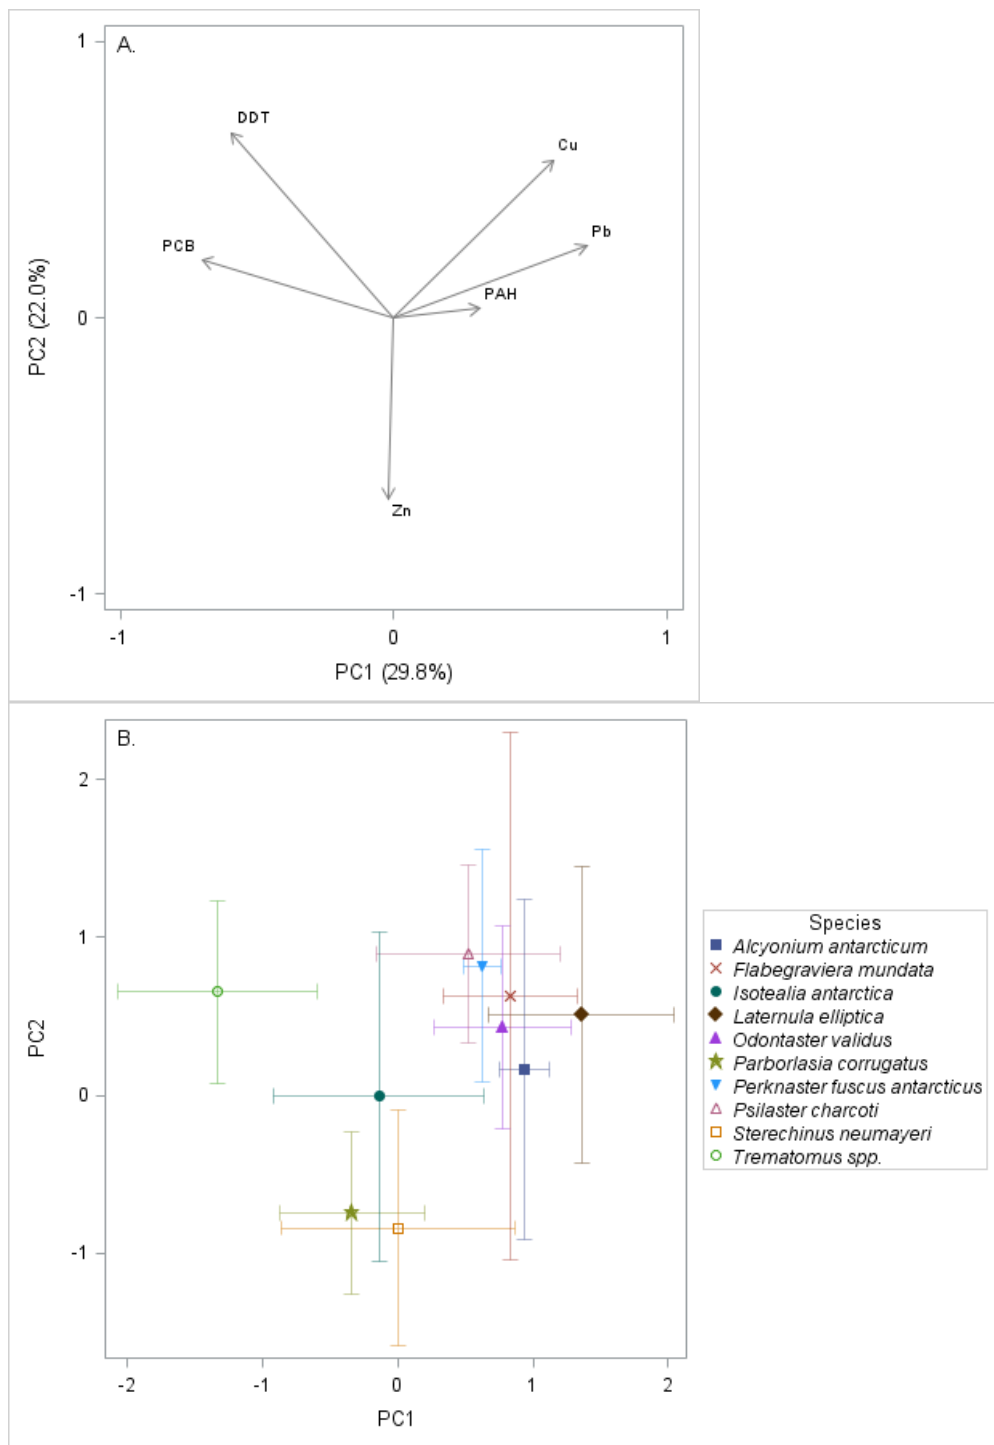 A.
1
DDT
Cu
Pb
PCB
PAH
PC2 (22.0%)
0
Zn
-1
-1
0
1
PC1 (29.8%)
B.
2
1
PC2
0
-1
-2
-1
0
1
2
PC1
Species
Alcyonium antarcticum
Flabegraviera mundata
Isotealia antarctica
Laternula elliptica
Odontaster validus
Parborlasia corrugatus
Perknaster fuscus antarcticus
Psilaster charcoti
Sterechinus neumayeri
Trematomus spp.